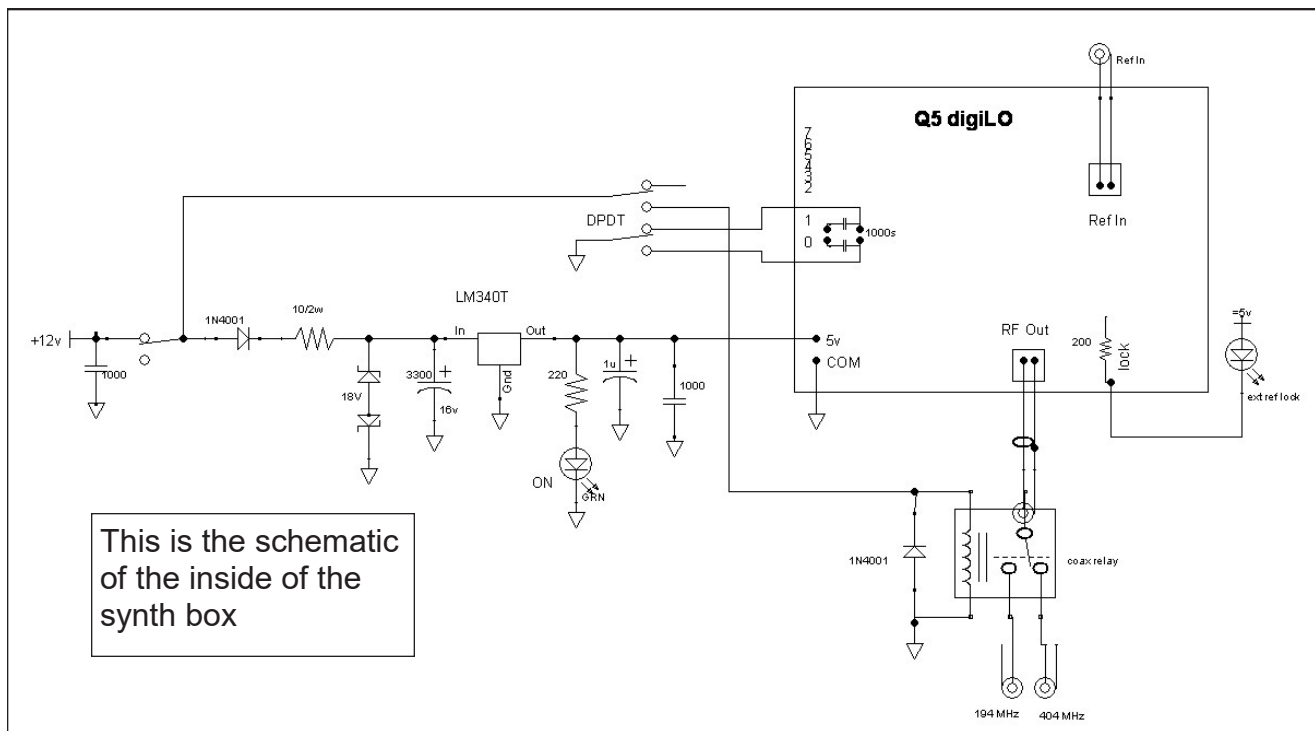 Ref In
Q5 digiLO
7
6
5
4
3
2
1
0
1000s
DPDT
Ref In
LM340T
10/2w
1N4001
In
Out
Gnd
+12v
1000
18V
3300
+
16v
220
1u
+
1000
5v
COM
RF Out
200
lock
=5v
ext ref lock
ON
GRN
This is the schematic
of the inside of the
synth box
1N4001
coax relay
194 MHz
404 MHz